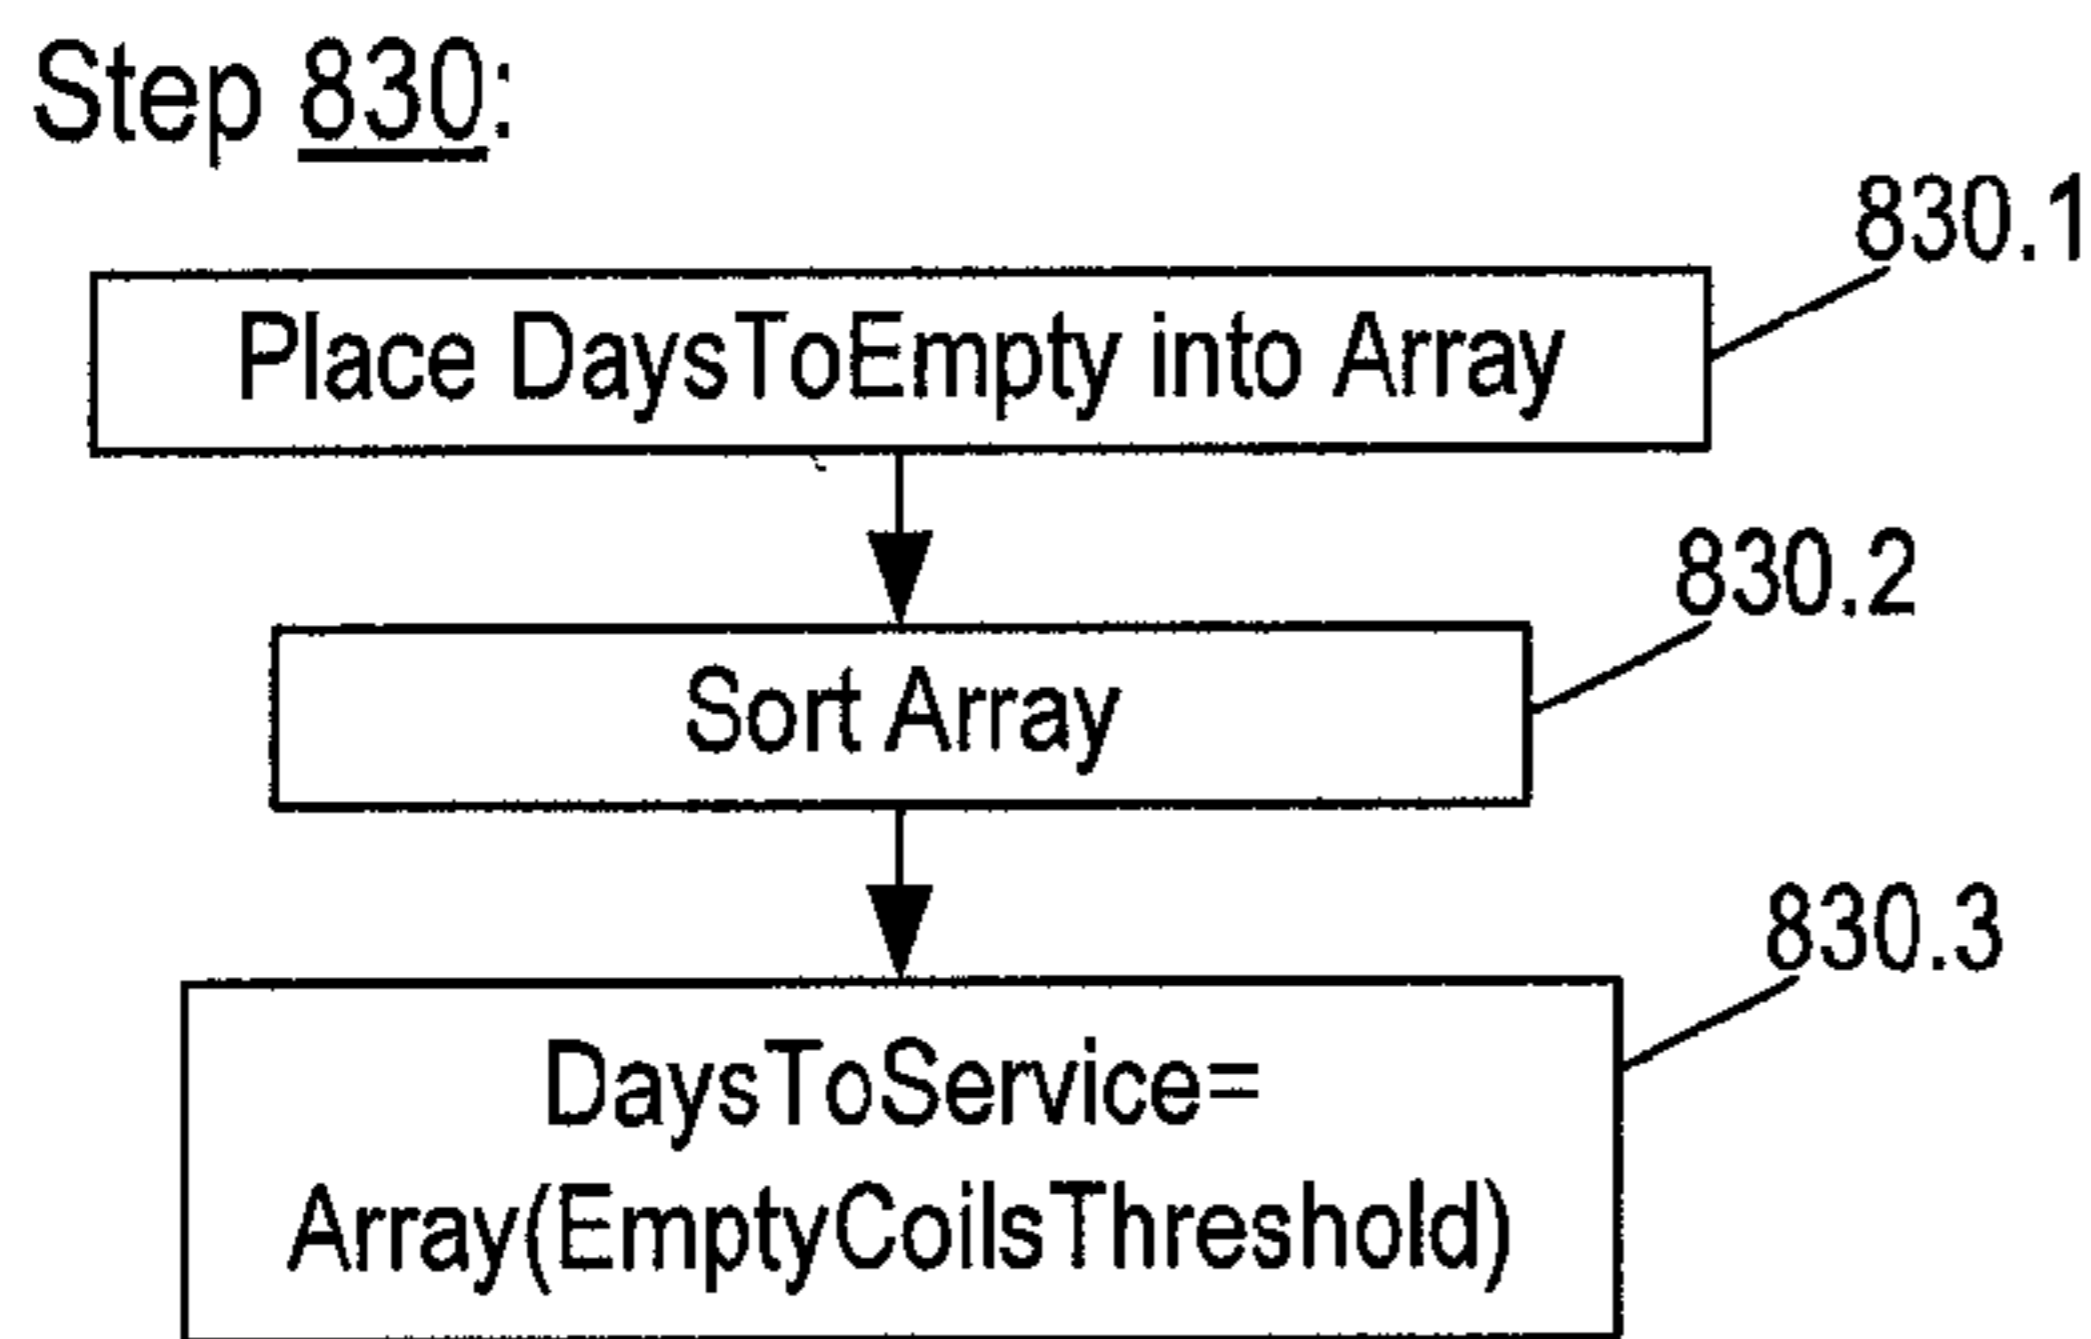 Step 830:
830.1
Place DaysToEmpty into Array
830.2
Sort Array
830.3
DaysToService=
Array(EmptyCoilsThreshold)